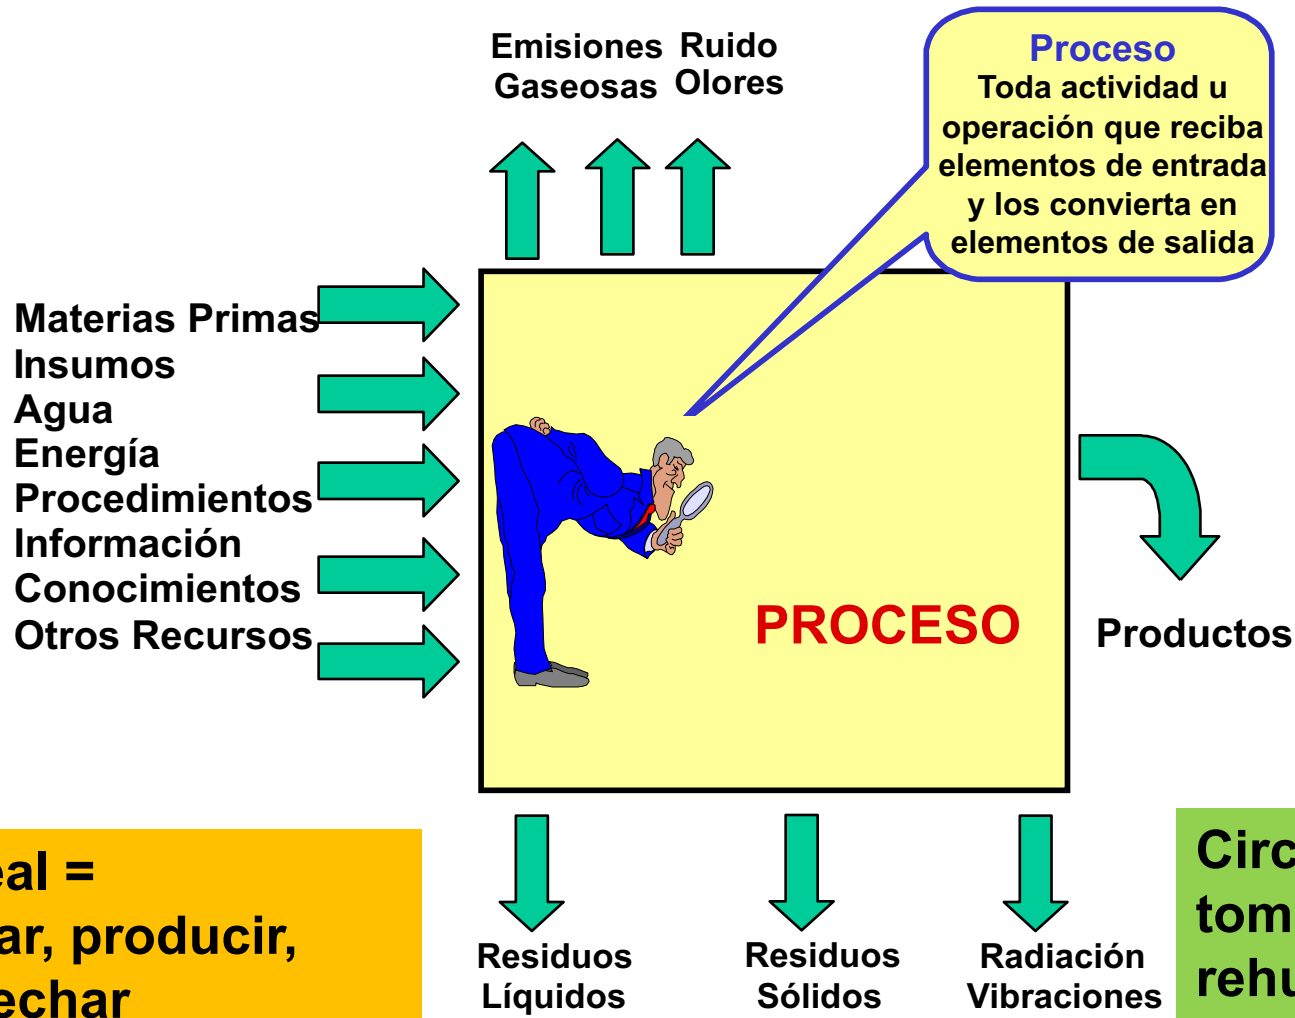 Emisiones
Gaseosas
Ruido
Olores
Proceso
Toda actividad u
operación que reciba
elementos de entrada
y los convierta en
elementos de salida
Materias Primas
Insumos
Agua
Energía
Procedimientos
Información
Conocimientos
Otros Recursos
PROCESO
Productos
=
producir,
Residuos
Líquidos
Residuos
Sólidos
Radiación
Vibraciones